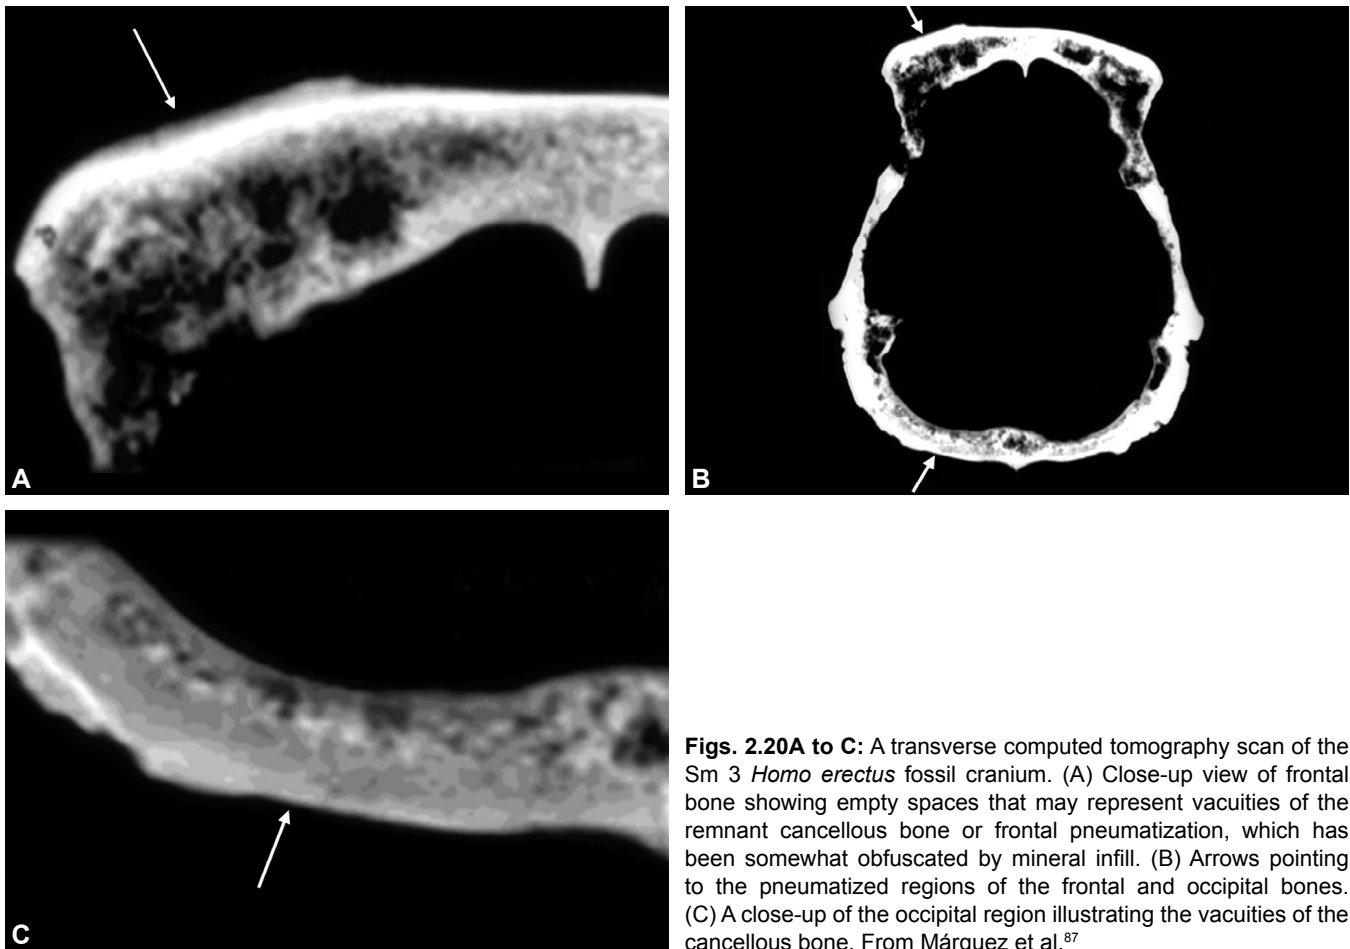 A
B
C
Figs. 2.20A to C: A transverse computed tomography scan of the
Sm 3 Homo erectus fossil cranium. (A) Close-up view of frontal
bone showing empty spaces that may represent vacuities of the
remnant cancellous bone or frontal pneumatization, which has
been somewhat obfuscated by mineral infill. (B) Arrows pointing
to the pneumatized regions of the frontal and occipital bones.
(C) A close-up of the occipital region illustrating the vacuities of the
cancellous bone. From Márquez et al.⁸⁷